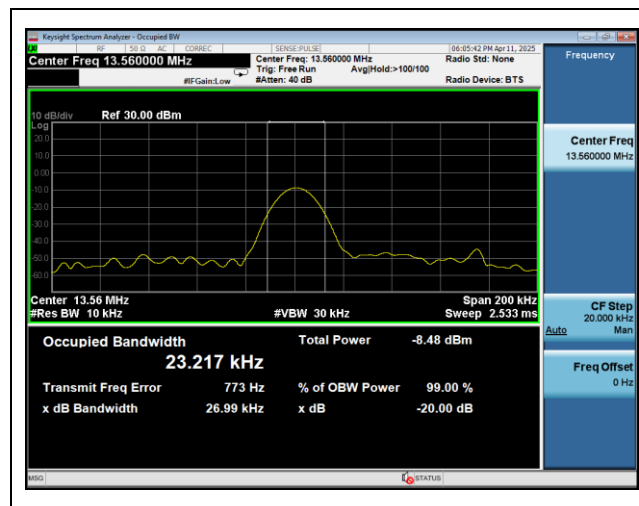 Keysight Spectrum Analyzer - Occupied BW
RF 50 Ω AC CORREC SENSE:PULSE 06:05:42 PM Apr 11, 2025
Center Freq 13.560000 MHz Center Freq: 13.560000 MHz Radio Std: None
Trig: Free Run Avg|Hold:>100/100
#IFGain:Low #Atten: 40 dB Radio Device: BTS
Frequency
10 dB/div Ref 30.00 dBm
Log
20.0
10.0
0.00
-10.0
-20.0
-30.0
-40.0
-50.0
-60.0
Center Freq
13.560000 MHz
Center 13.56 MHz Span 200 kHz
#Res BW 10 kHz #VBW 30 kHz Sweep 2.533 ms
CF Step
20.000 kHz
Auto Man
Occupied Bandwidth Total Power -8.48 dBm
23.217 kHz
Transmit Freq Error 773 Hz % of OBW Power 99.00 %
x dB Bandwidth 26.99 kHz x dB -20.00 dB
Freq Offset
0 Hz
MSG STATUS